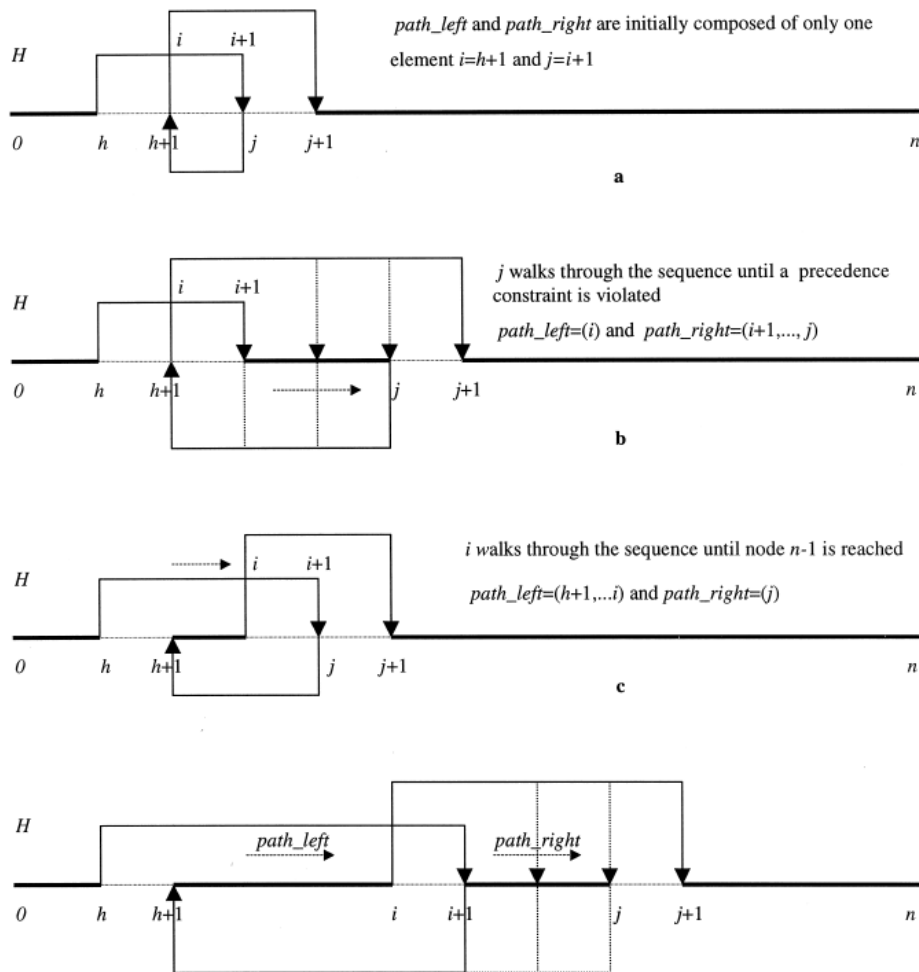 path_left and path_right are initially composed of only one
element i=h+1 and j=i+1
H
i i+1
0 h h+1 j j+1 n
a
j walks through the sequence until a precedence
constraint is violated
path_left=(i) and path_right=(i+1,..., j)
H
i i+1
0 h h+1 j j+1 n
b
i walks through the sequence until node n-1 is reached
path_left=(h+1,...i) and path_right=(j)
H
i i+1
0 h h+1 j j+1 n
c
H
path_left path_right
0 h h+1 i i+1 j j+1 n